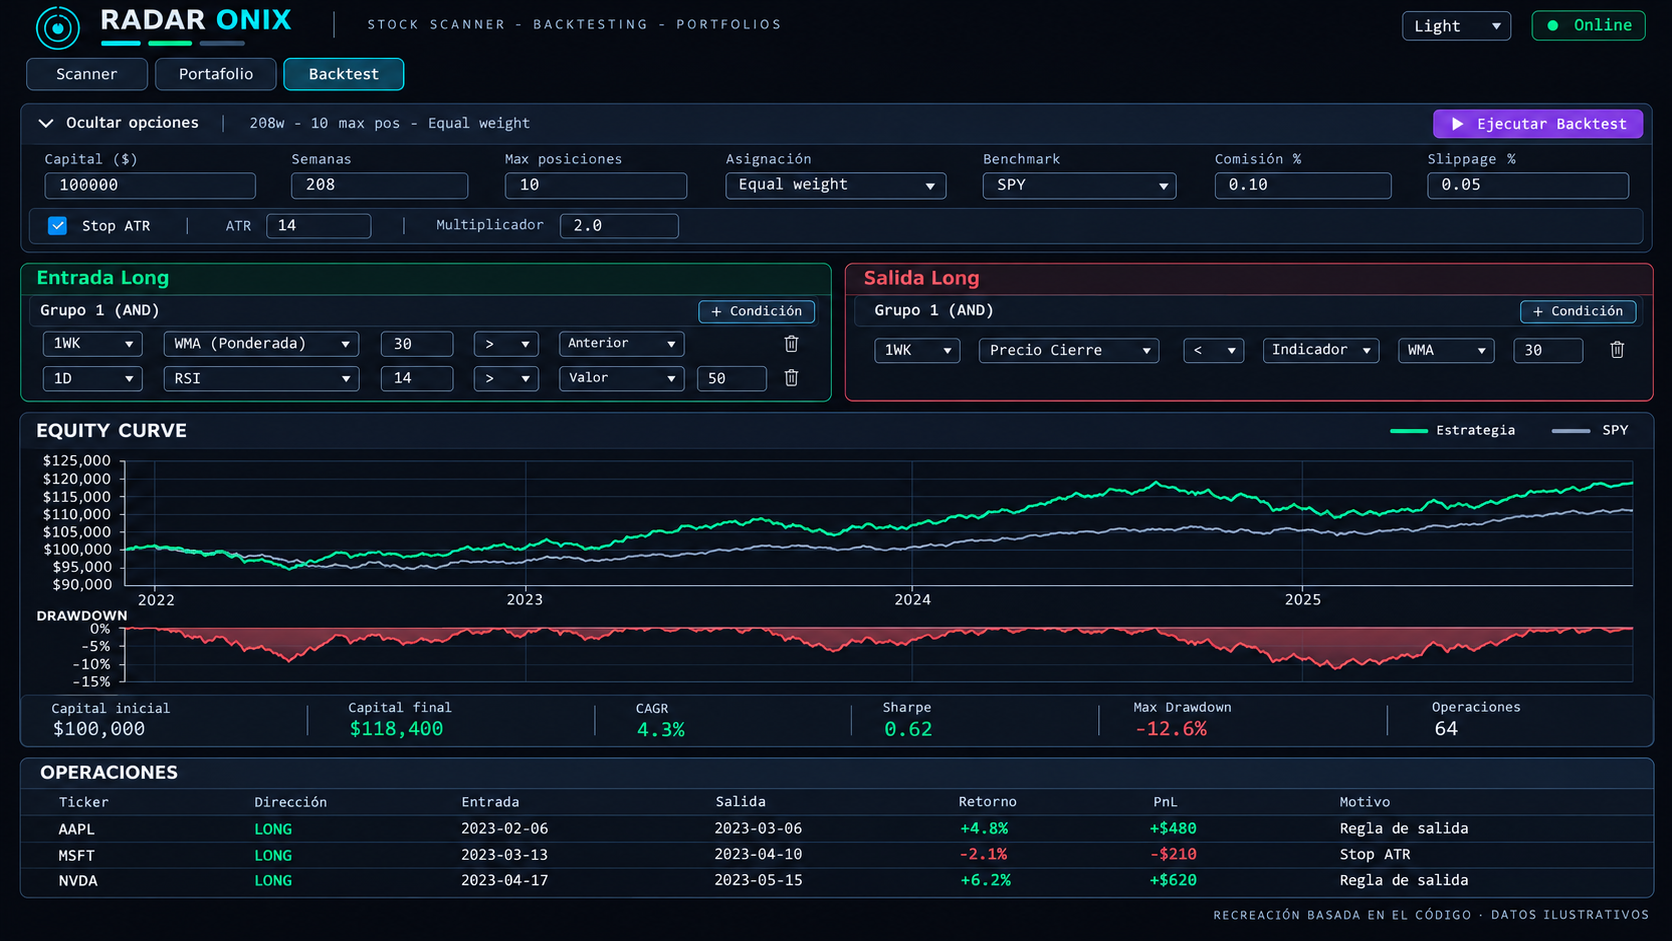 RADAR ONIX
STOCK SCANNER - BACKTESTING - PORTFOLIOS
Light
Online
Scanner
Portafolio
Backtest
Ocultar opciones
208w - 10 max pos - Equal weight
Ejecutar Backtest
Capital ($)
Semanas
Max posiciones
Asignación
Benchmark
Comisión %
Slippage %
100000
208
10
Equal weight
SPY
0.10
0.05
Stop ATR
ATR
14
Multiplicador
2.0
Entrada Long
Grupo 1 (AND)
+ Condición
1WK
WMA (Ponderada)
30
>
Anterior
1D
RSI
14
>
Valor
50
Salida Long
Grupo 1 (AND)
+ Condición
1WK
Precio Cierre
<
Indicador
WMA
30
EQUITY CURVE
Estrategia
SPY
$125,000
$120,000
$115,000
$110,000
$105,000
$100,000
$95,000
$90,000
2022
2023
2024
2025
DRAWDOWN
0%
-5%
-10%
-15%
Capital inicial
$100,000
Capital final
$118,400
CAGR
4.3%
Sharpe
0.62
Max Drawdown
-12.6%
Operaciones
64
OPERACIONES
Ticker Dirección Entrada Salida Retorno PnL Motivo
AAPL LONG 2023-02-06 2023-03-06 +4.8% +$480 Regla de salida
MSFT LONG 2023-03-13 2023-04-10 -2.1% -$210 Stop ATR
NVDA LONG 2023-04-17 2023-05-15 +6.2% +$620 Regla de salida
RECREACIÓN BASADA EN EL CÓDIGO · DATOS ILUSTRATIVOS